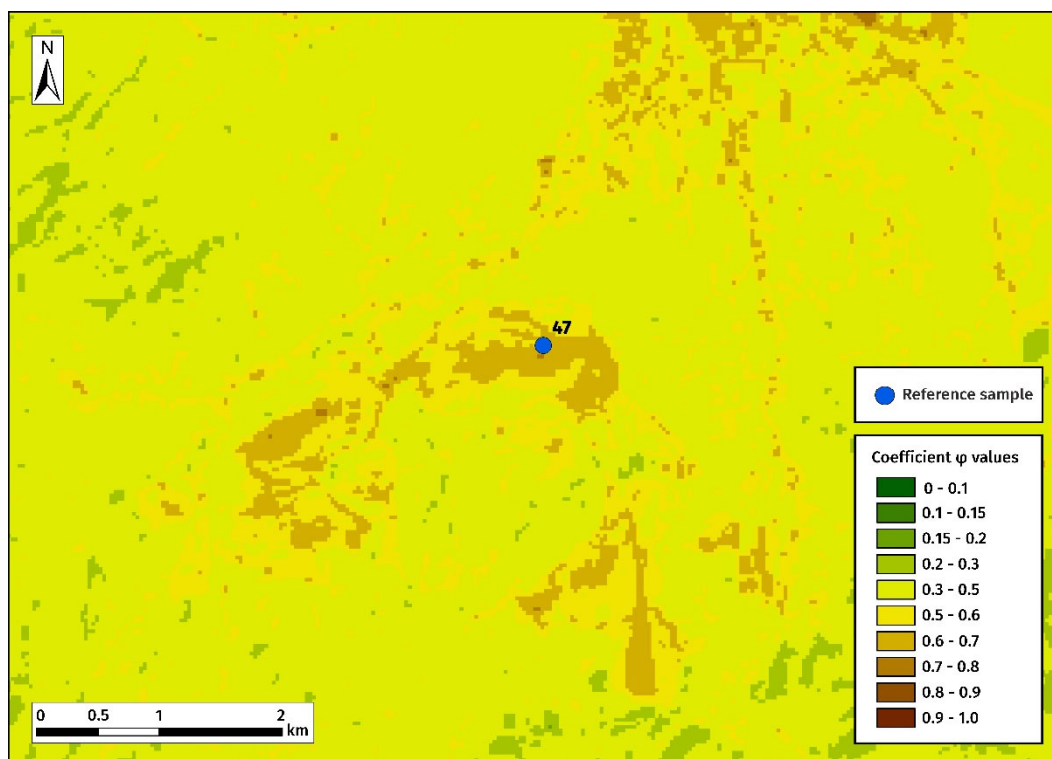 N
47
Reference sample
Coefficient φ values
0 - 0.1
0.1 - 0.15
0.15 - 0.2
0.2 - 0.3
0.3 - 0.5
0.5 - 0.6
0.6 - 0.7
0.7 - 0.8
0.8 - 0.9
0.9 - 1.0
0 0.5 1 2
km